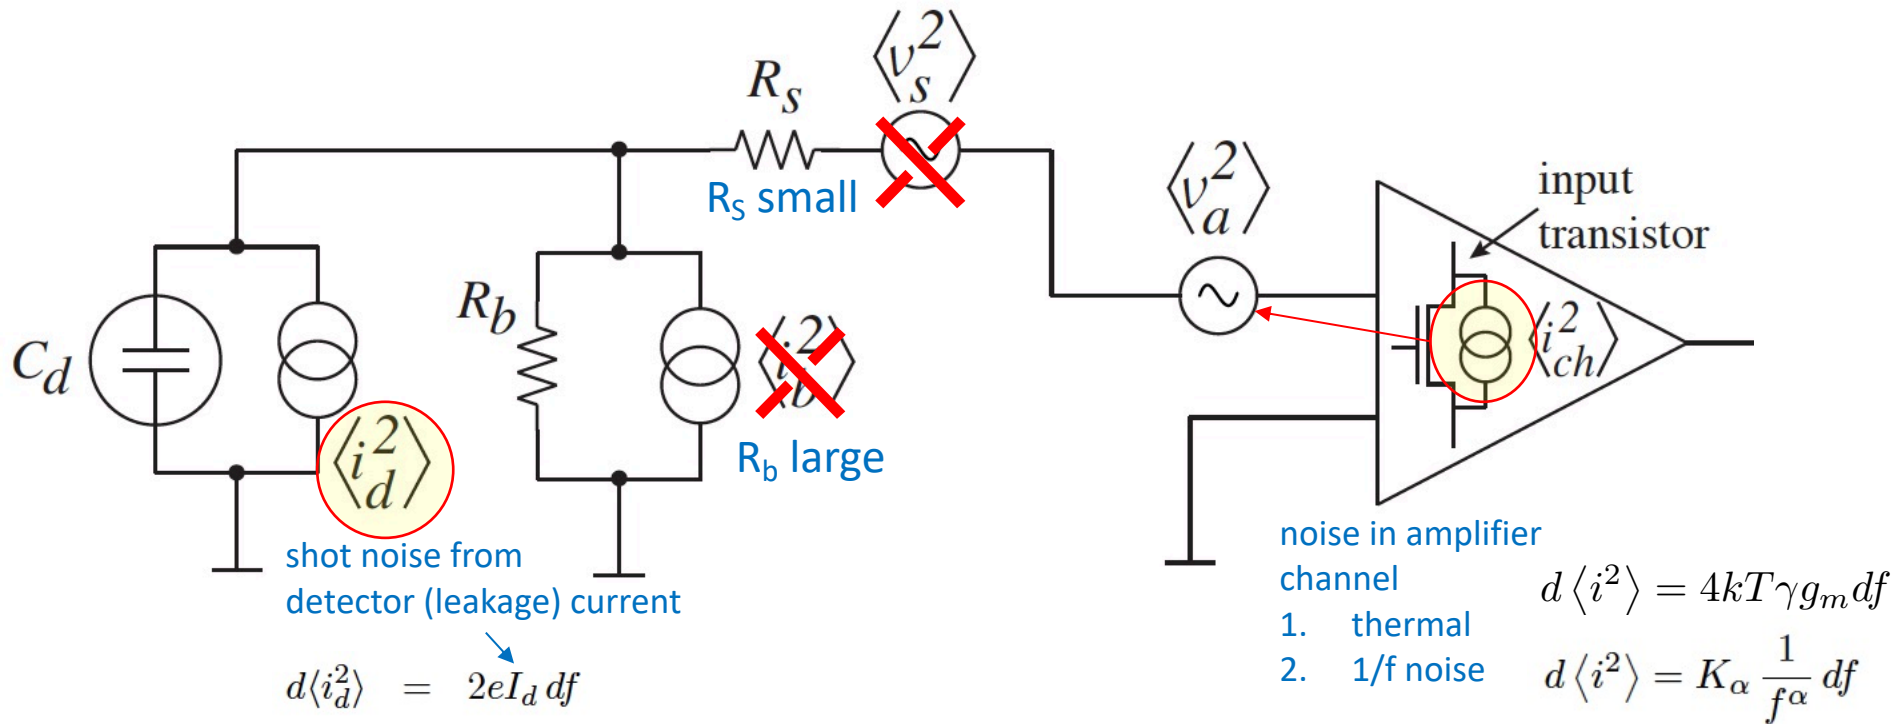 ⟨v_s^2⟩
R_s
R_S small
⟨v_a^2⟩
input
transistor
C_d
⟨i_d^2⟩
R_b
⟨i_b^2⟩
R_b large
⟨i_ch^2⟩
shot noise from
detector (leakage) current
d⟨i_d^2⟩ = 2eI_d df
noise in amplifier
channel
1. thermal
2. 1/f noise
d⟨i^2⟩ = 4kTγg_m df
d⟨i^2⟩ = K_α 1/f^α df